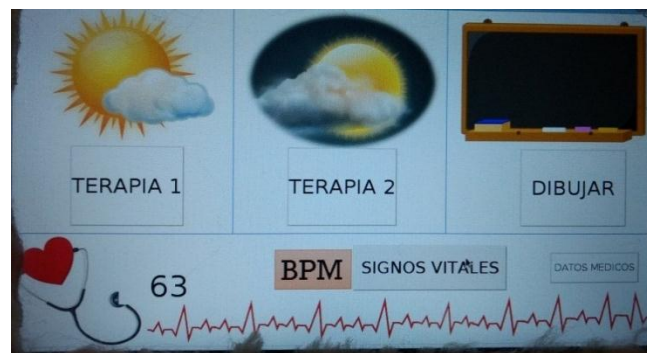 TERAPIA 1
TERAPIA 2
DIBUJAR
63
BPM
SIGNOS VITALES
DATOS MEDICOS